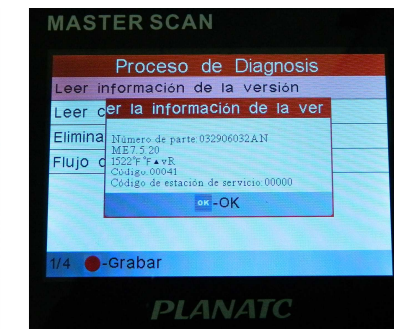 MASTER SCAN
Proceso de Diagnosis
Leer información de la versión
Leer c
er la información de la ver
Elimina
Número de parte:032906032AN
ME7.5.20
Flujo d
1522°F °F▲vR
Código:00041
Código de estación de servicio:00000
OK -OK
1/4 -Grabar
PLANATC